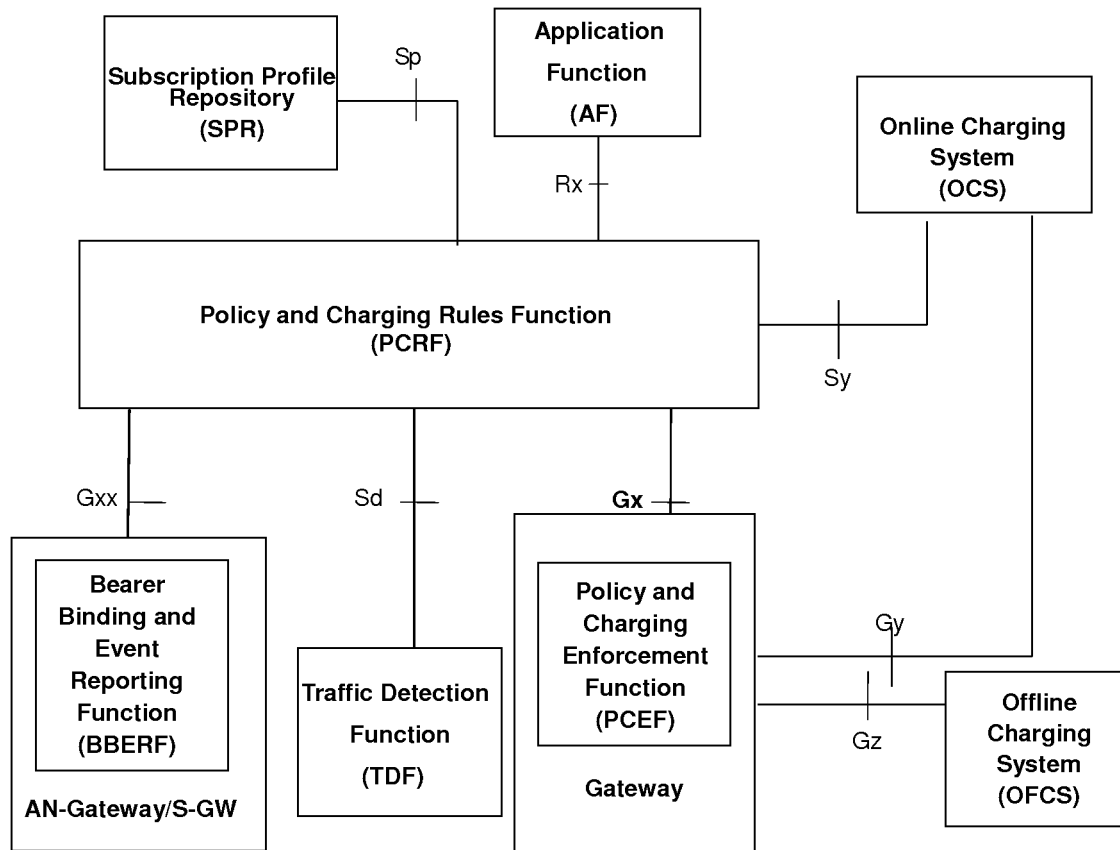 Sp
Subscription Profile
Repository
(SPR)
Application
Function
(AF)
Online Charging
System
(OCS)
Rx
Policy and Charging Rules Function
(PCRF)
Sy
Gxx
Sd
Gx
Bearer
Binding and
Event
Reporting
Function
(BBERF)
AN-Gateway/S-GW
Traffic Detection
Function
(TDF)
Policy and
Charging
Enforcement
Function
(PCEF)
Gateway
Gy
Gz
Offline
Charging
System
(OFCS)